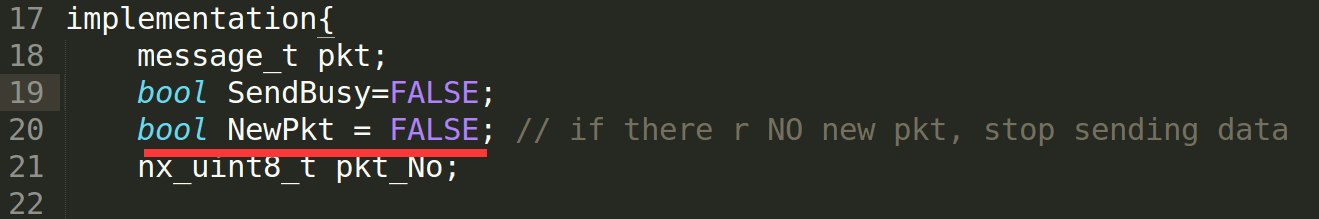 17 implementation{
18     message_t pkt;
19     bool SendBusy=FALSE;
20     bool NewPkt = FALSE; // if there r NO new pkt, stop sending data
21     nx_uint8_t pkt_No;
22